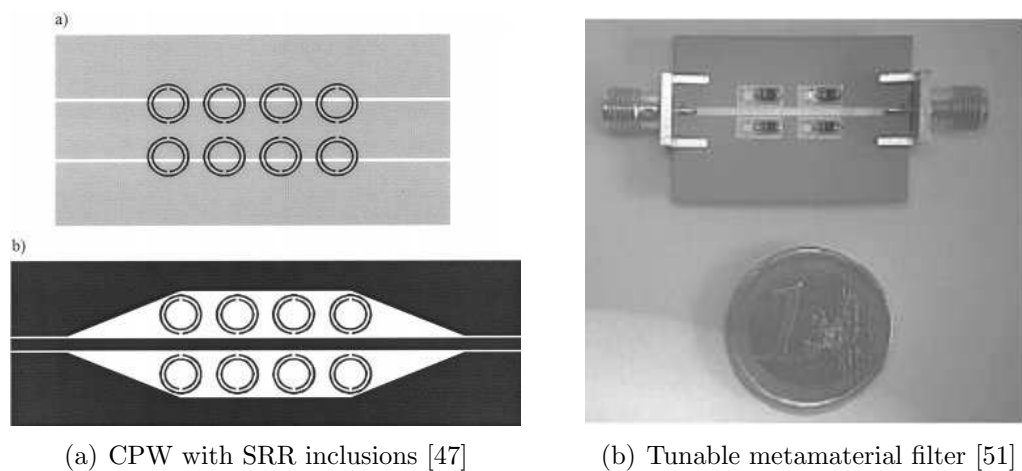 a)
b)
(a) CPW with SRR inclusions [47]
(b) Tunable metamaterial filter [51]